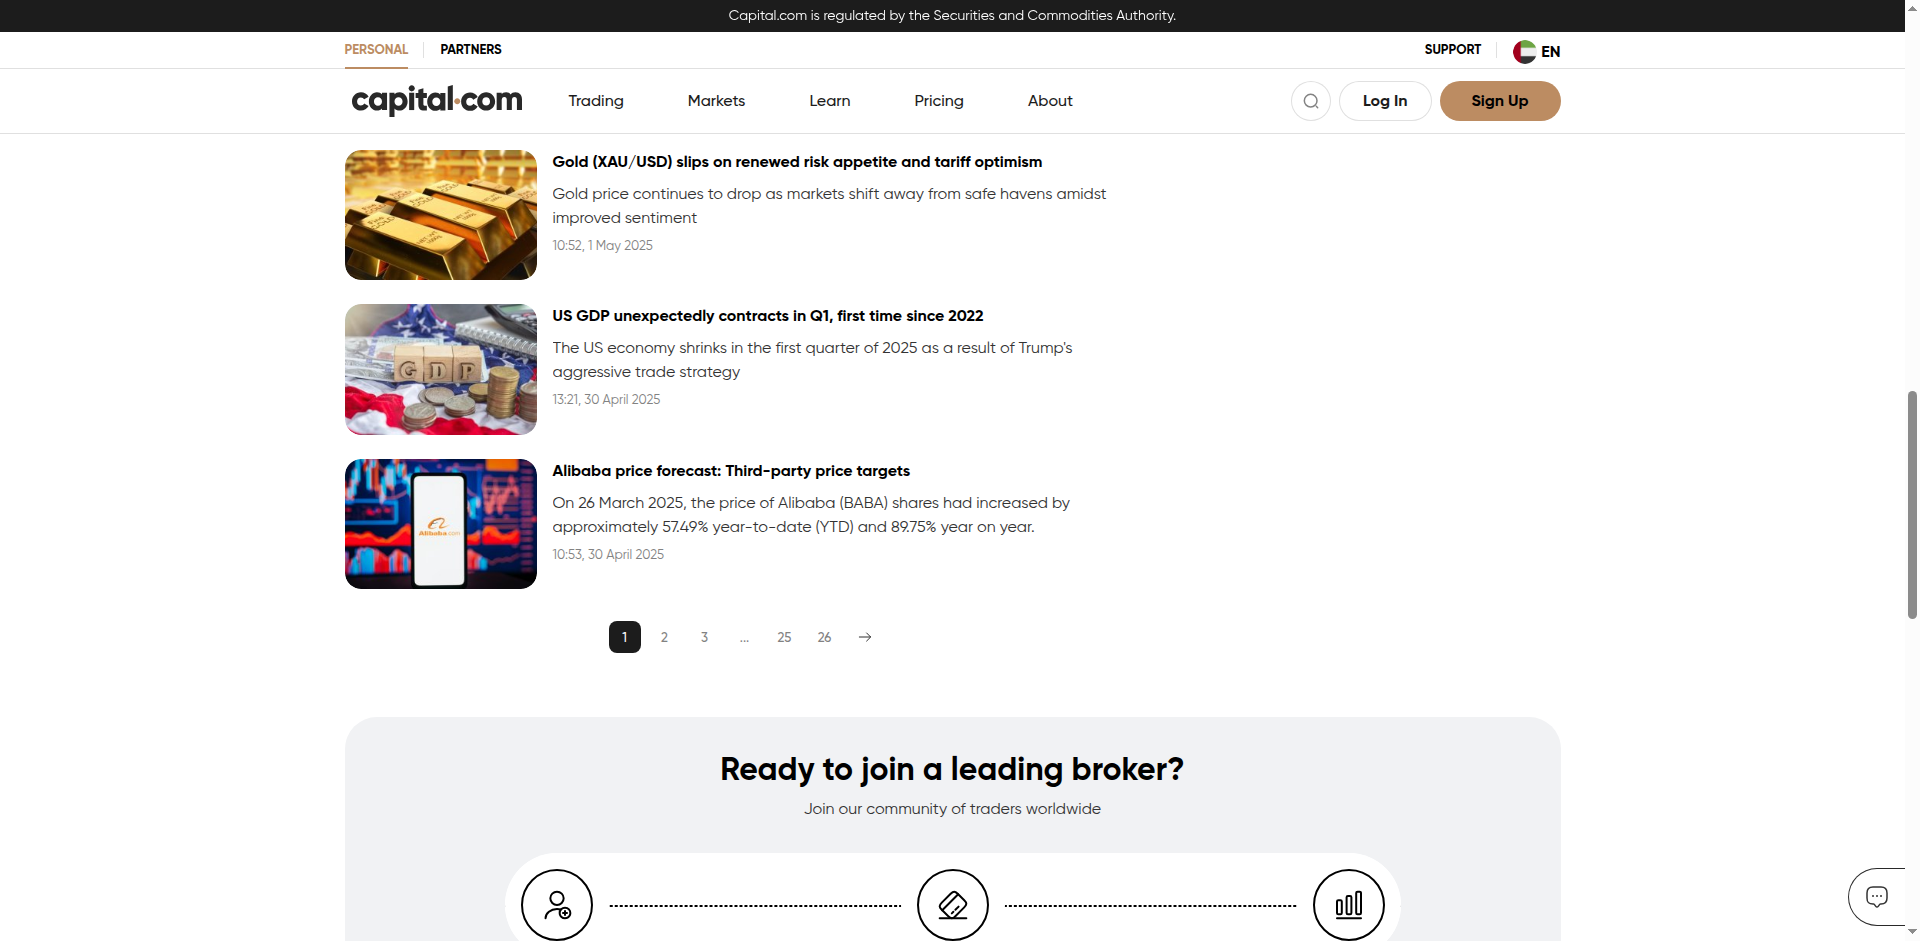 Capital.com is regulated by the Securities and Commodities Authority.
PERSONAL
PARTNERS
SUPPORT
EN
capital.com
Trading
Markets
Learn
Pricing
About
Log In
Sign Up
Gold (XAU/USD) slips on renewed risk appetite and tariff optimism
Gold price continues to drop as markets shift away from safe havens amidst
improved sentiment
10:52, 1 May 2025
US GDP unexpectedly contracts in Q1, first time since 2022
The US economy shrinks in the first quarter of 2025 as a result of Trump's
aggressive trade strategy
13:21, 30 April 2025
GDP
Alibaba price forecast: Third-party price targets
On 26 March 2025, the price of Alibaba (BABA) shares had increased by
approximately 57.49% year-to-date (YTD) and 89.75% year on year.
10:53, 30 April 2025
Alibaba.com
1
2
3
...
25
26
Ready to join a leading broker?
Join our community of traders worldwide